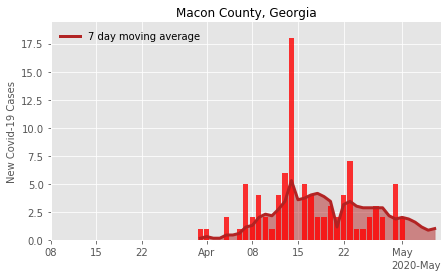 Macon County, Georgia
7 day moving average
New Covid-19 Cases
17.5
15.0
12.5
10.0
7.5
5.0
2.5
0.0
08 15 22 Apr 08 15 22 May
2020-May